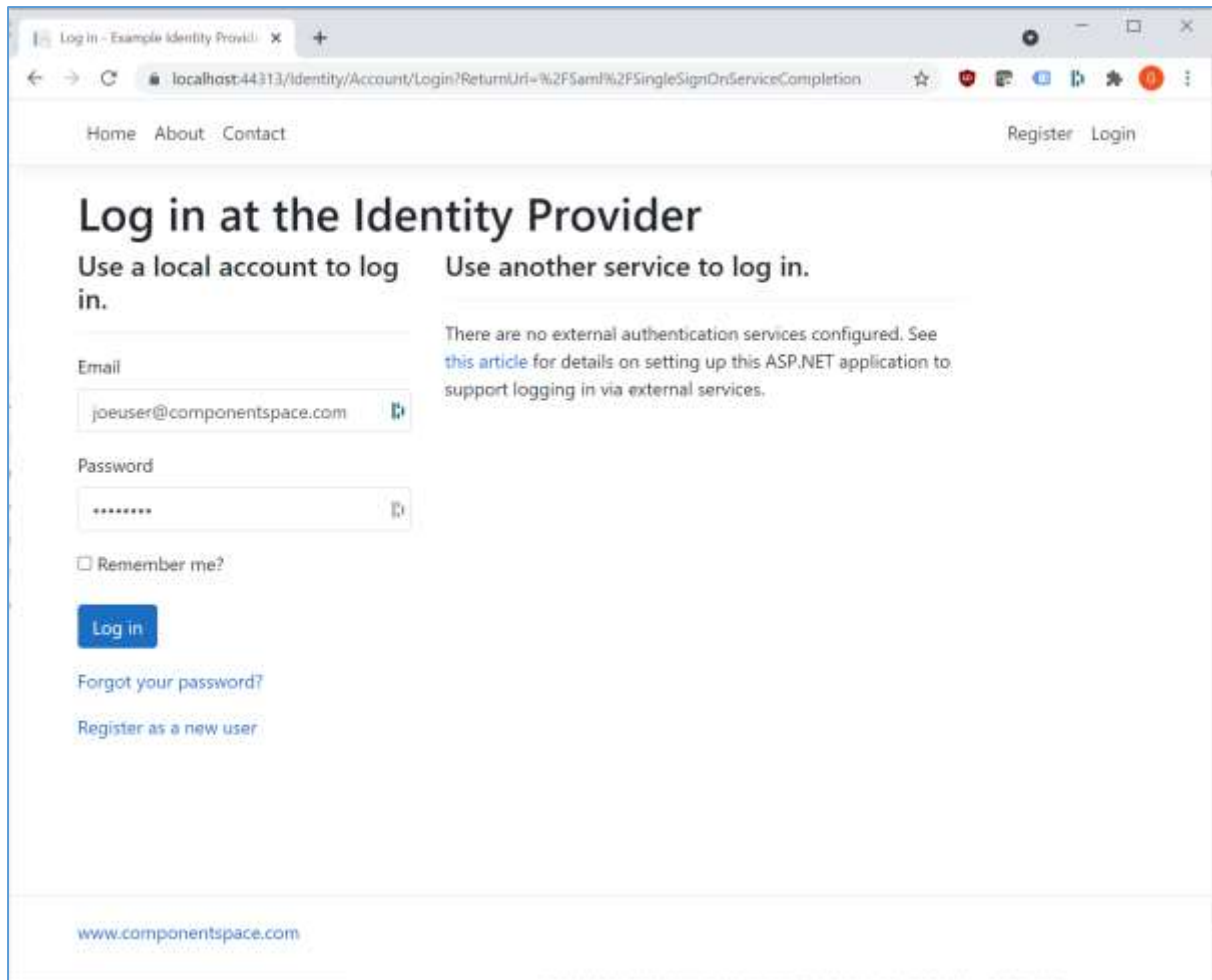 Log in - Example Identity Provid
localhost:44313/Identity/Account/Login?ReturnUrl=%2FSaml%2FSingleSignOnServiceCompletion
Home About Contact
Register Login
Log in at the Identity Provider
Use a local account to log
in.
Email
joeuser@componentspace.com
Password
••••••••
Remember me?
Log in
Forgot your password?
Register as a new user
Use another service to log in.
There are no external authentication services configured. See
this article for details on setting up this ASP.NET application to
support logging in via external services.
www.componentspace.com